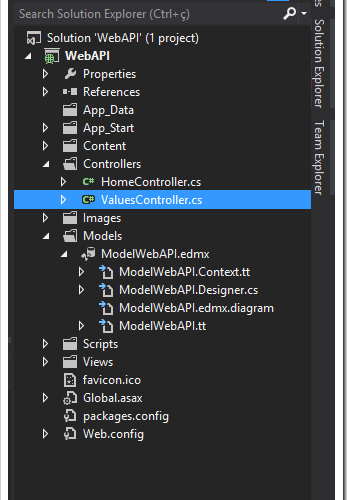 Search Solution Explorer (Ctrl+ç)
Solution 'WebAPI' (1 project)
WebAPI
Properties
References
App_Data
App_Start
Content
Controllers
HomeController.cs
ValuesController.cs
Images
Models
ModelWebAPI.edmx
ModelWebAPI.Context.tt
ModelWebAPI.Designer.cs
ModelWebAPI.edmx.diagram
ModelWebAPI.tt
Scripts
Views
favicon.ico
Global.asax
packages.config
Web.config
Solution Explorer
Team Explorer